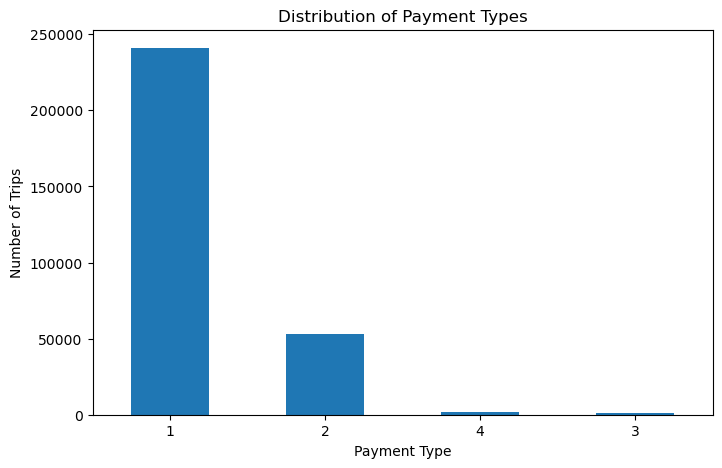 Distribution of Payment Types
Number of Trips
250000
200000
150000
100000
50000
0
1 2 4 3
Payment Type